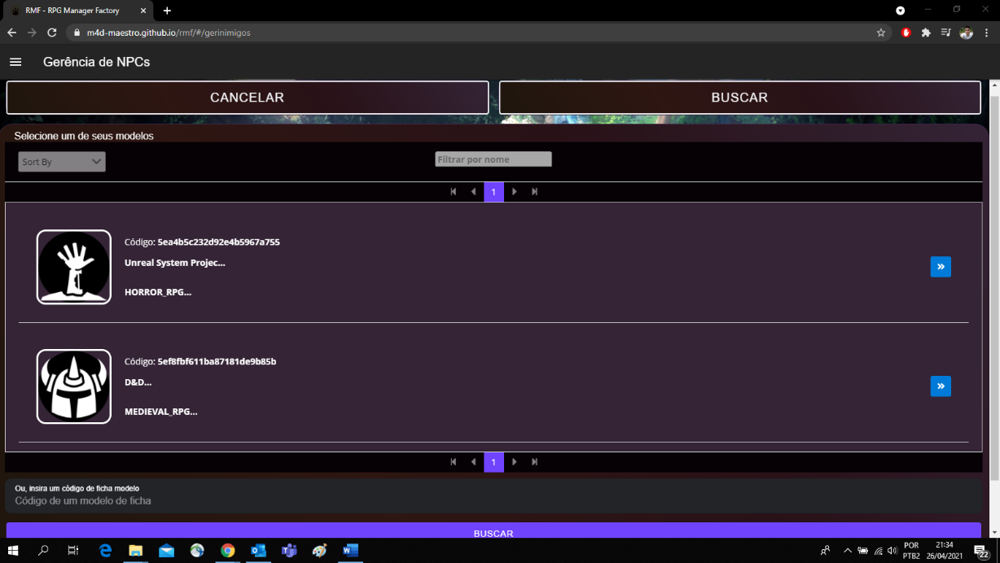 RMF - RPG Manager Factory
m4d-maestro.github.io/rmf/#/gerinimigos
Gerência de NPCs
CANCELAR
BUSCAR
Selecione um de seus modelos
Sort By
Filtrar por nome
1
Código: 5ea4b5c232d92e4b5967a755
Unreal System Projec...
HORROR_RPG...
Código: 5ef8fbf611ba87181de9b85b
D&D...
MEDIEVAL_RPG...
1
Ou, insira um código de ficha modelo
Código de um modelo de ficha
BUSCAR
POR
PTB2
21:34
26/04/2021
22